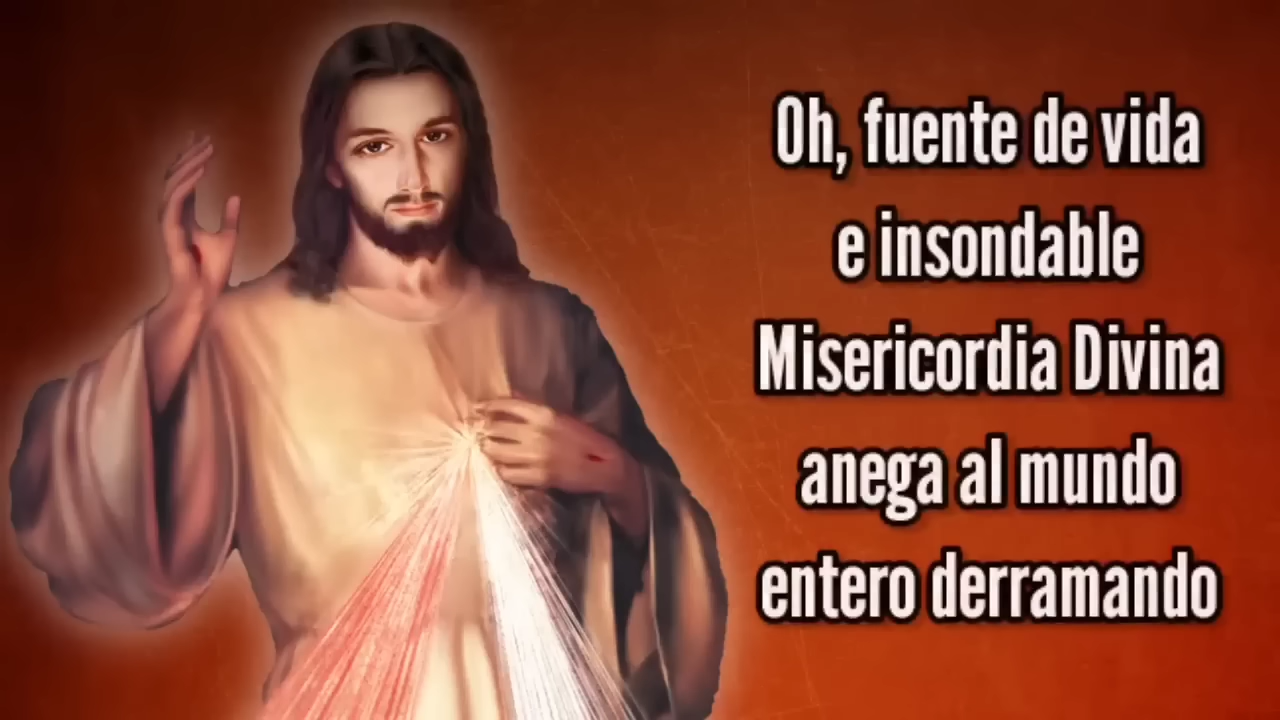 Oh, fuente de vida
e insondable
Misericordia Divina
anega al mundo
entero derramando